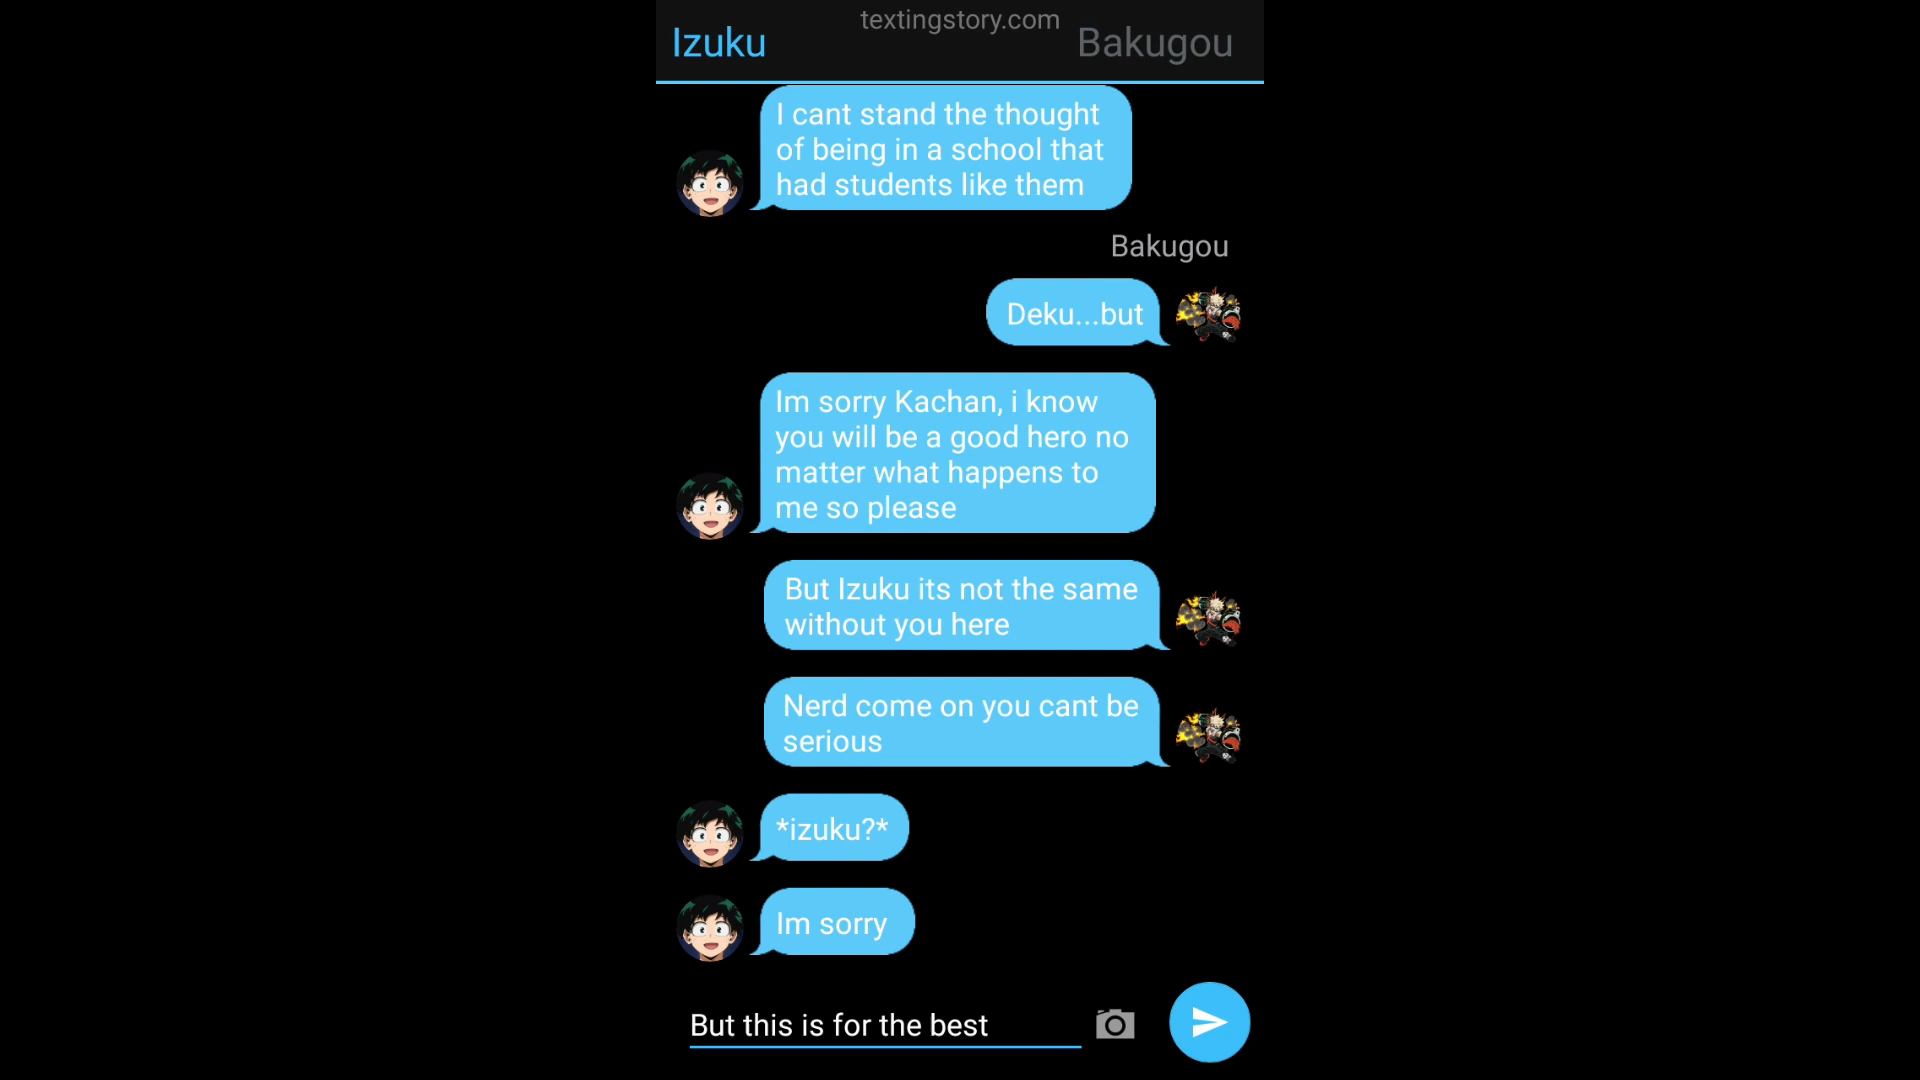 textingstory.com
Izuku
Bakugou
I cant stand the thought
of being in a school that
had students like them
Bakugou
Deku...but
Im sorry Kachan, i know
you will be a good hero no
matter what happens to
me so please
But Izuku its not the same
without you here
Nerd come on you cant be
serious
*izuku?*
Im sorry
But this is for the best